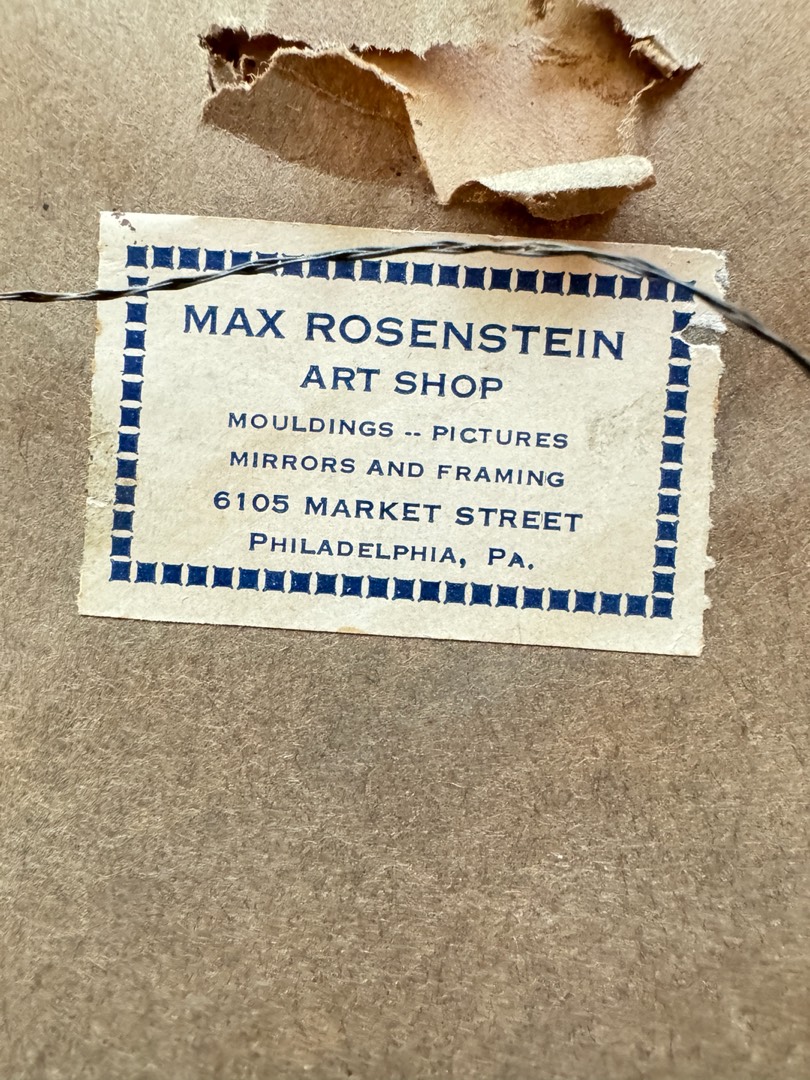 MAX ROSENSTEIN
ART SHOP
MOULDINGS -- PICTURES
MIRRORS AND FRAMING
6105 MARKET STREET
PHILADELPHIA, PA.